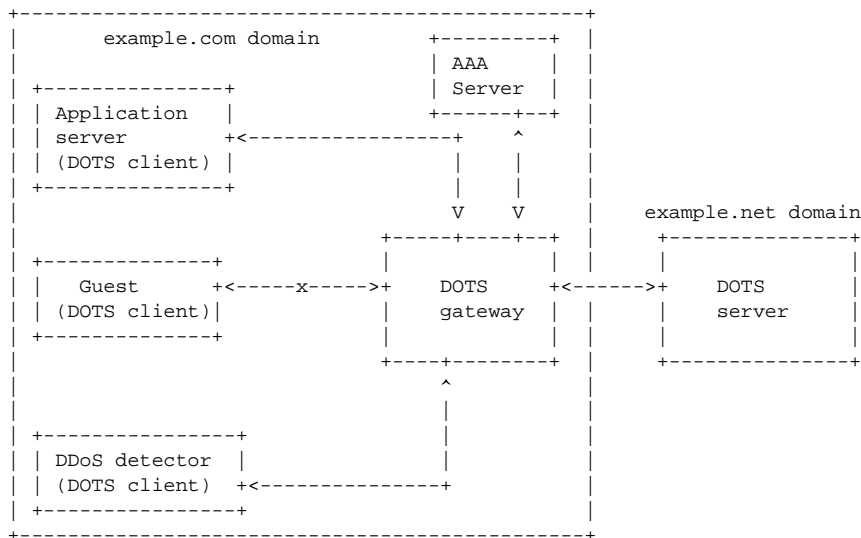 example.com domain
AAA
Server
Application
server
(DOTS client)
example.net domain
Guest
(DOTS client)
x
DOTS
gateway
DOTS
server
DDoS detector
(DOTS client)